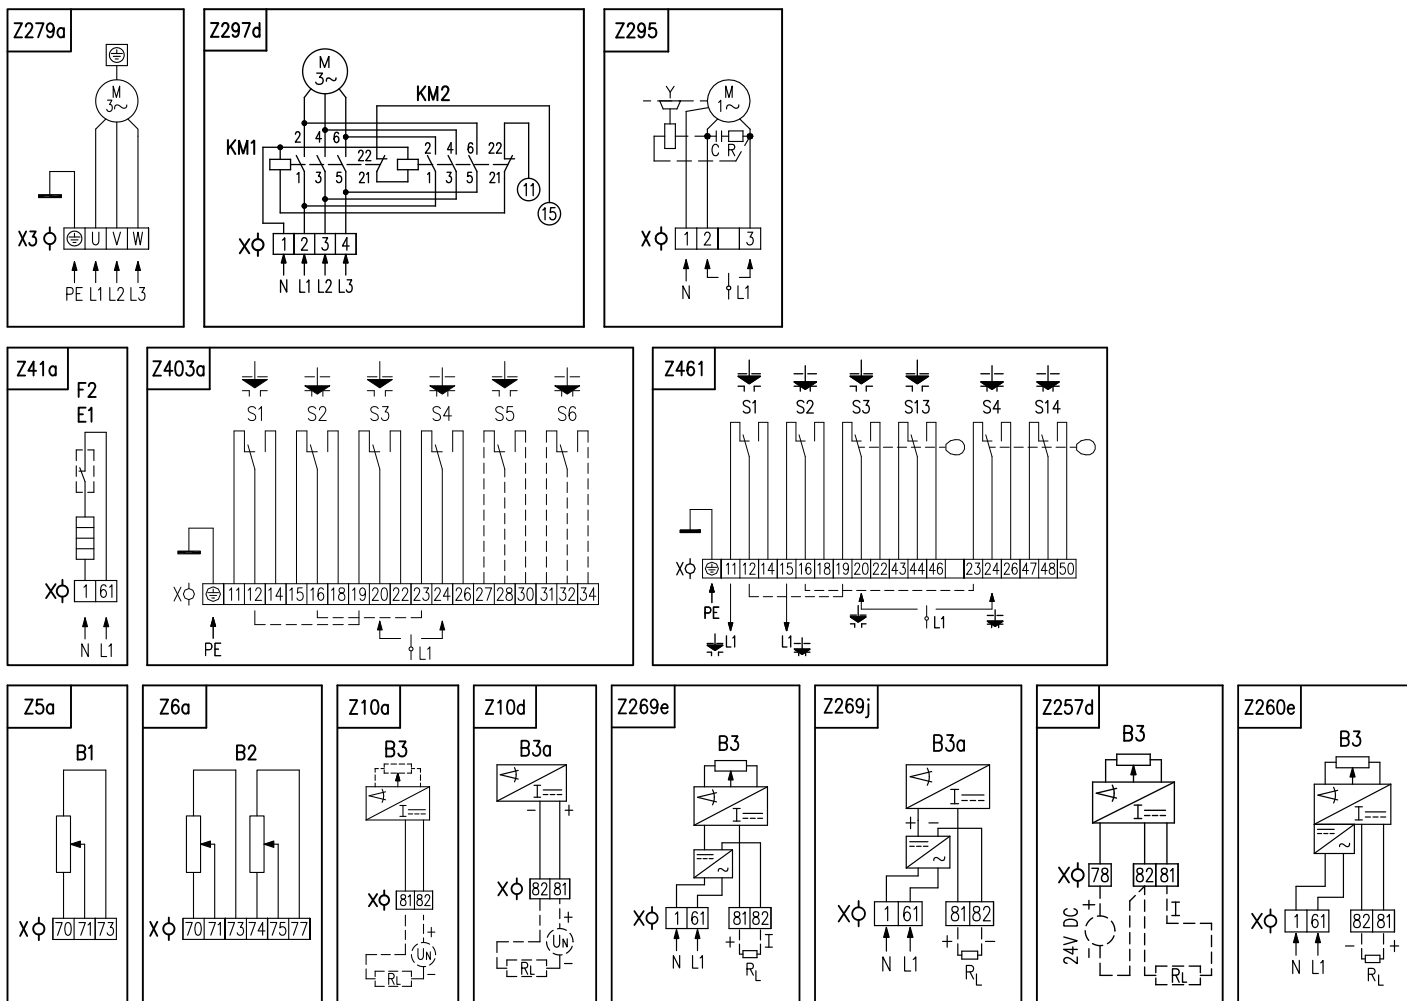 Z279a
M
3~
X3 U V W
PE L1 L2 L3
Z297d
M
3~
KM2
KM1
2 4 6 22 2 4 6 22
1 3 5 21 1 3 5 21
11
15
X 1 2 3 4
N L1 L2 L3
Z295
Y M
1~
C R
X 1 2 3
N L1
Z41a
F2
E1
X 1 61
N L1
Z403a
S1 S2 S3 S4 S5 S6
X 11 12 14 15 16 18 19 20 22 23 24 26 27 28 30 31 32 34
PE L1
Z461
S1 S2 S3 S13 S4 S14
X 11 12 14 15 16 18 19 20 22 43 44 46 23 24 26 47 48 50
PE
L1 L1 L1
Z5a
B1
X 70 71 73
Z6a
B2
X 70 71 73 74 75 77
Z10a
B3
I
X 81 82
+
UN
−
RL
Z10d
B3a
I
− +
X 82 81
+
UN
−
RL
Z269e
B3
I
~
X 1 61 81 82
+ I
N L1 RL
Z269j
B3a
I
+ −
~
X 1 61 81 82
+ −
N L1 RL
Z257d
B3
I
X 78 82 81
+ I
24V DC
−
RL
Z260e
B3
I
~
X 1 61 82 81
− +
N L1 RL